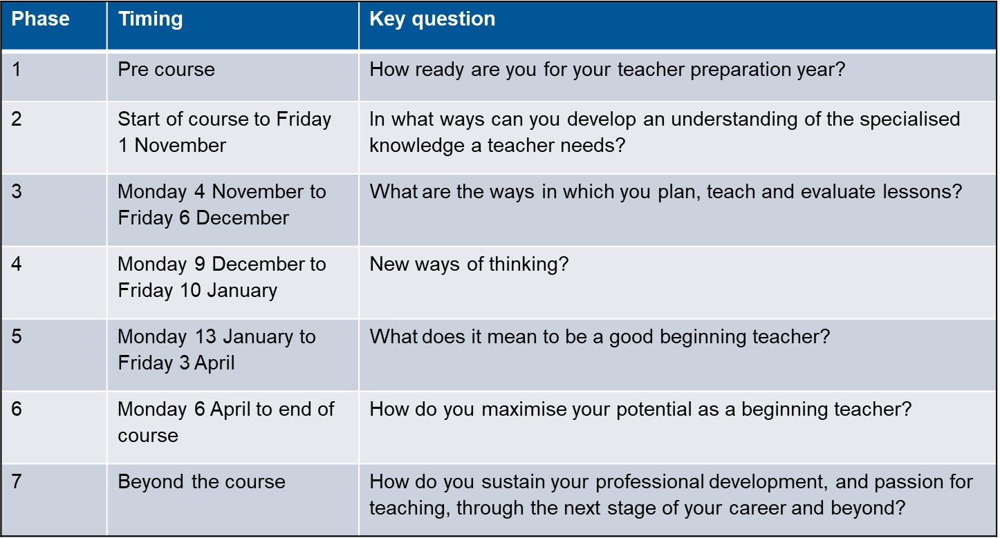 Phase Timing Key question
1 Pre course How ready are you for your teacher preparation year?
2 Start of course to Friday In what ways can you develop an understanding of the specialised
1 November knowledge a teacher needs?
3 Monday 4 November to What are the ways in which you plan, teach and evaluate lessons?
Friday 6 December
4 Monday 9 December to New ways of thinking?
Friday 10 January
5 Monday 13 January to What does it mean to be a good beginning teacher?
Friday 3 April
6 Monday 6 April to end of How do you maximise your potential as a beginning teacher?
course
7 Beyond the course How do you sustain your professional development, and passion for
teaching, through the next stage of your career and beyond?